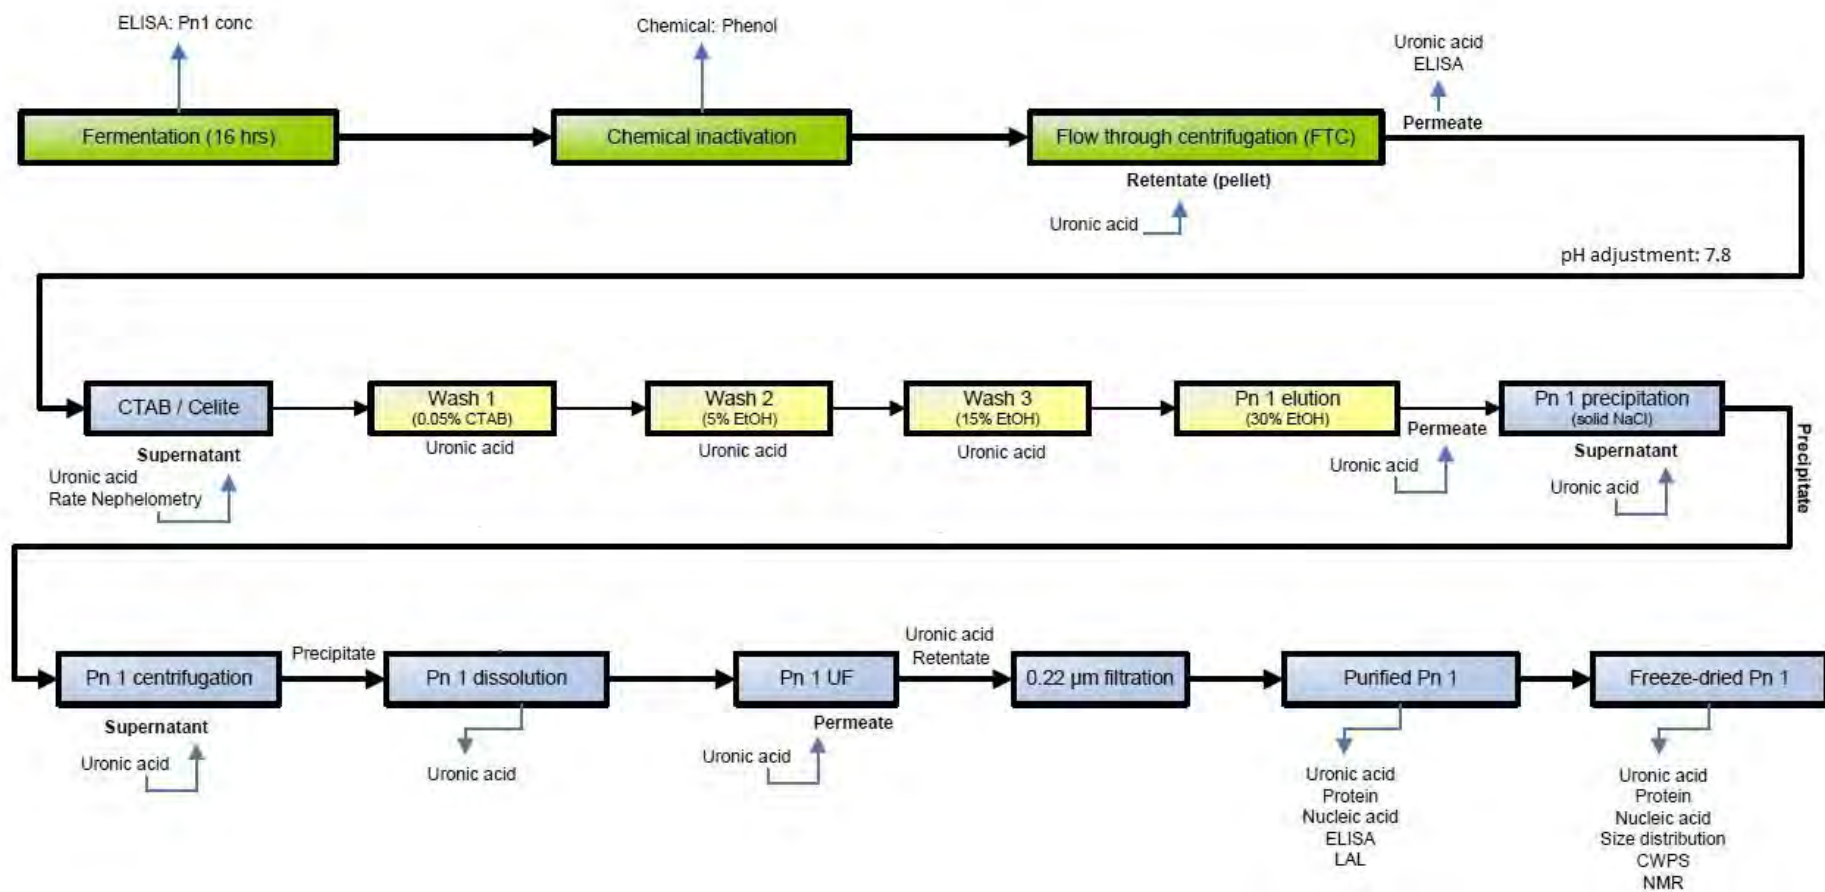 ELISA: Pn1 conc
Chemical: Phenol
Uronic acid
ELISA
Fermentation (16 hrs)
Chemical inactivation
Flow through centrifugation (FTC)
Permeate
Retentate (pellet)
Uronic acid
pH adjustment: 7.8
CTAB / Celite
Wash 1
(0.05% CTAB)
Wash 2
(5% EtOH)
Wash 3
(15% EtOH)
Pn 1 elution
(30% EtOH)
Pn 1 precipitation
(solid NaCl)
Supernatant
Uronic acid
Rate Nephelometry
Uronic acid
Uronic acid
Uronic acid
Permeate
Uronic acid
Supernatant
Uronic acid
Precipitate
Pn 1 centrifugation
Precipitate
Pn 1 dissolution
Pn 1 UF
Uronic acid
Retentate
0.22 µm filtration
Purified Pn 1
Freeze-dried Pn 1
Supernatant
Uronic acid
Uronic acid
Permeate
Uronic acid
Uronic acid
Protein
Nucleic acid
ELISA
LAL
Uronic acid
Protein
Nucleic acid
Size distribution
CWPS
NMR